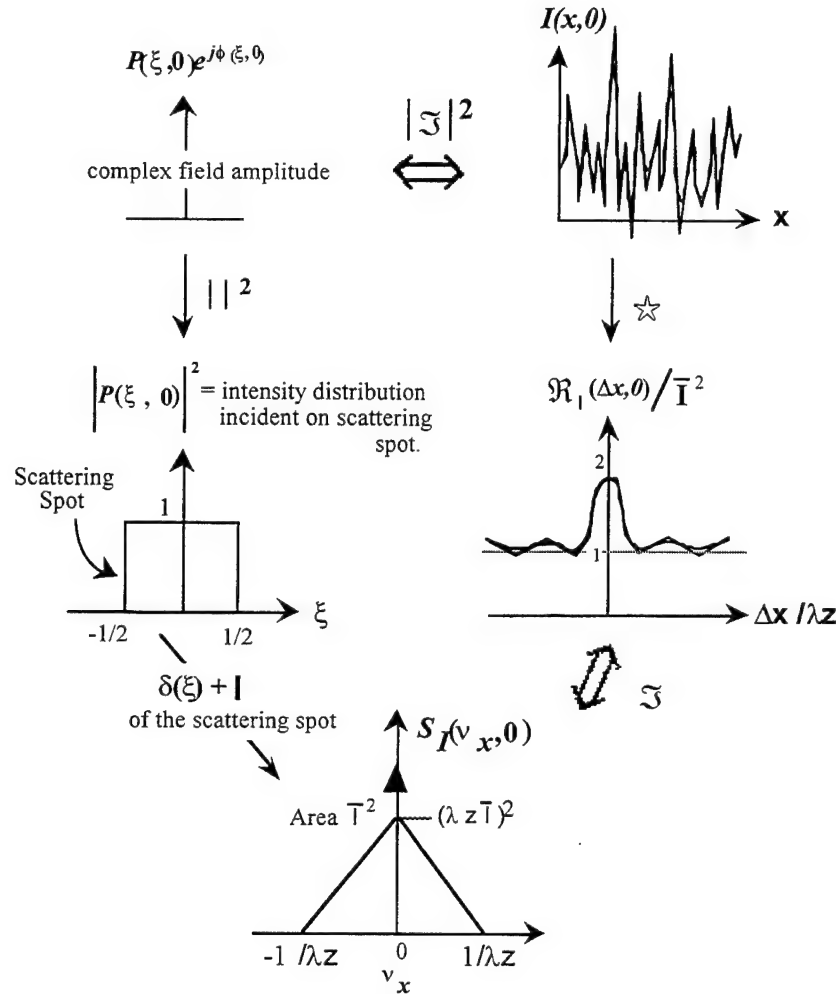 P(ξ,0)e^{jϕ(ξ,0)}
I(x,0)
|ℑ|²
complex field amplitude
x
| |²
☆
|P(ξ, 0)|² = intensity distribution
incident on scattering
spot.
ℜ_I(Δx,0)/Ī²
Scattering
Spot
1
2
1
-1/2
1/2
ξ
Δx/λz
δ(ξ) + I
of the scattering spot
ℑ
S_I(ν_x,0)
Area Ī²
(λ z Ī)²
-1/λz
0
1/λz
ν_x